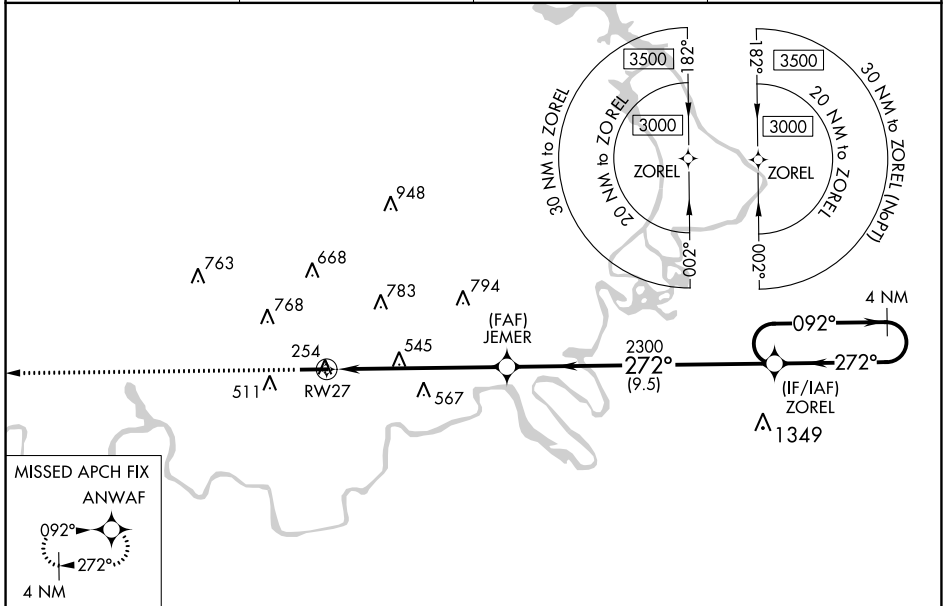 182°
3500
3000
ZOREL
002°
20 NM to ZOREL
30 NM to ZOREL
182°
3500
3000
ZOREL
002°
20 NM to ZOREL
30 NM to ZOREL (NoPT)
948
763
668
768
783
794
4 NM
092°
(FAF)
JEMER
254
545
2300
272°
(9.5)
272°
511
RW27
567
(IF/IAF)
ZOREL
1349
MISSED APCH FIX
ANWAF
092°
272°
4 NM